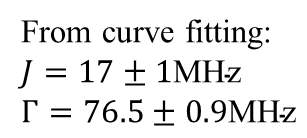 From curve fitting:
J = 17 ± 1MHz
Γ = 76.5 ± 0.9MHz